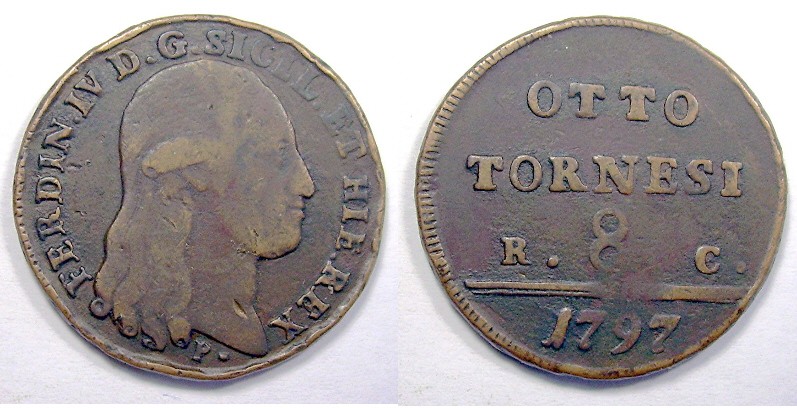 FERDIN.IV D.G.SICIL ET HIE.REX
P.
OTTO
TORNESI
R. 8 C.
1797